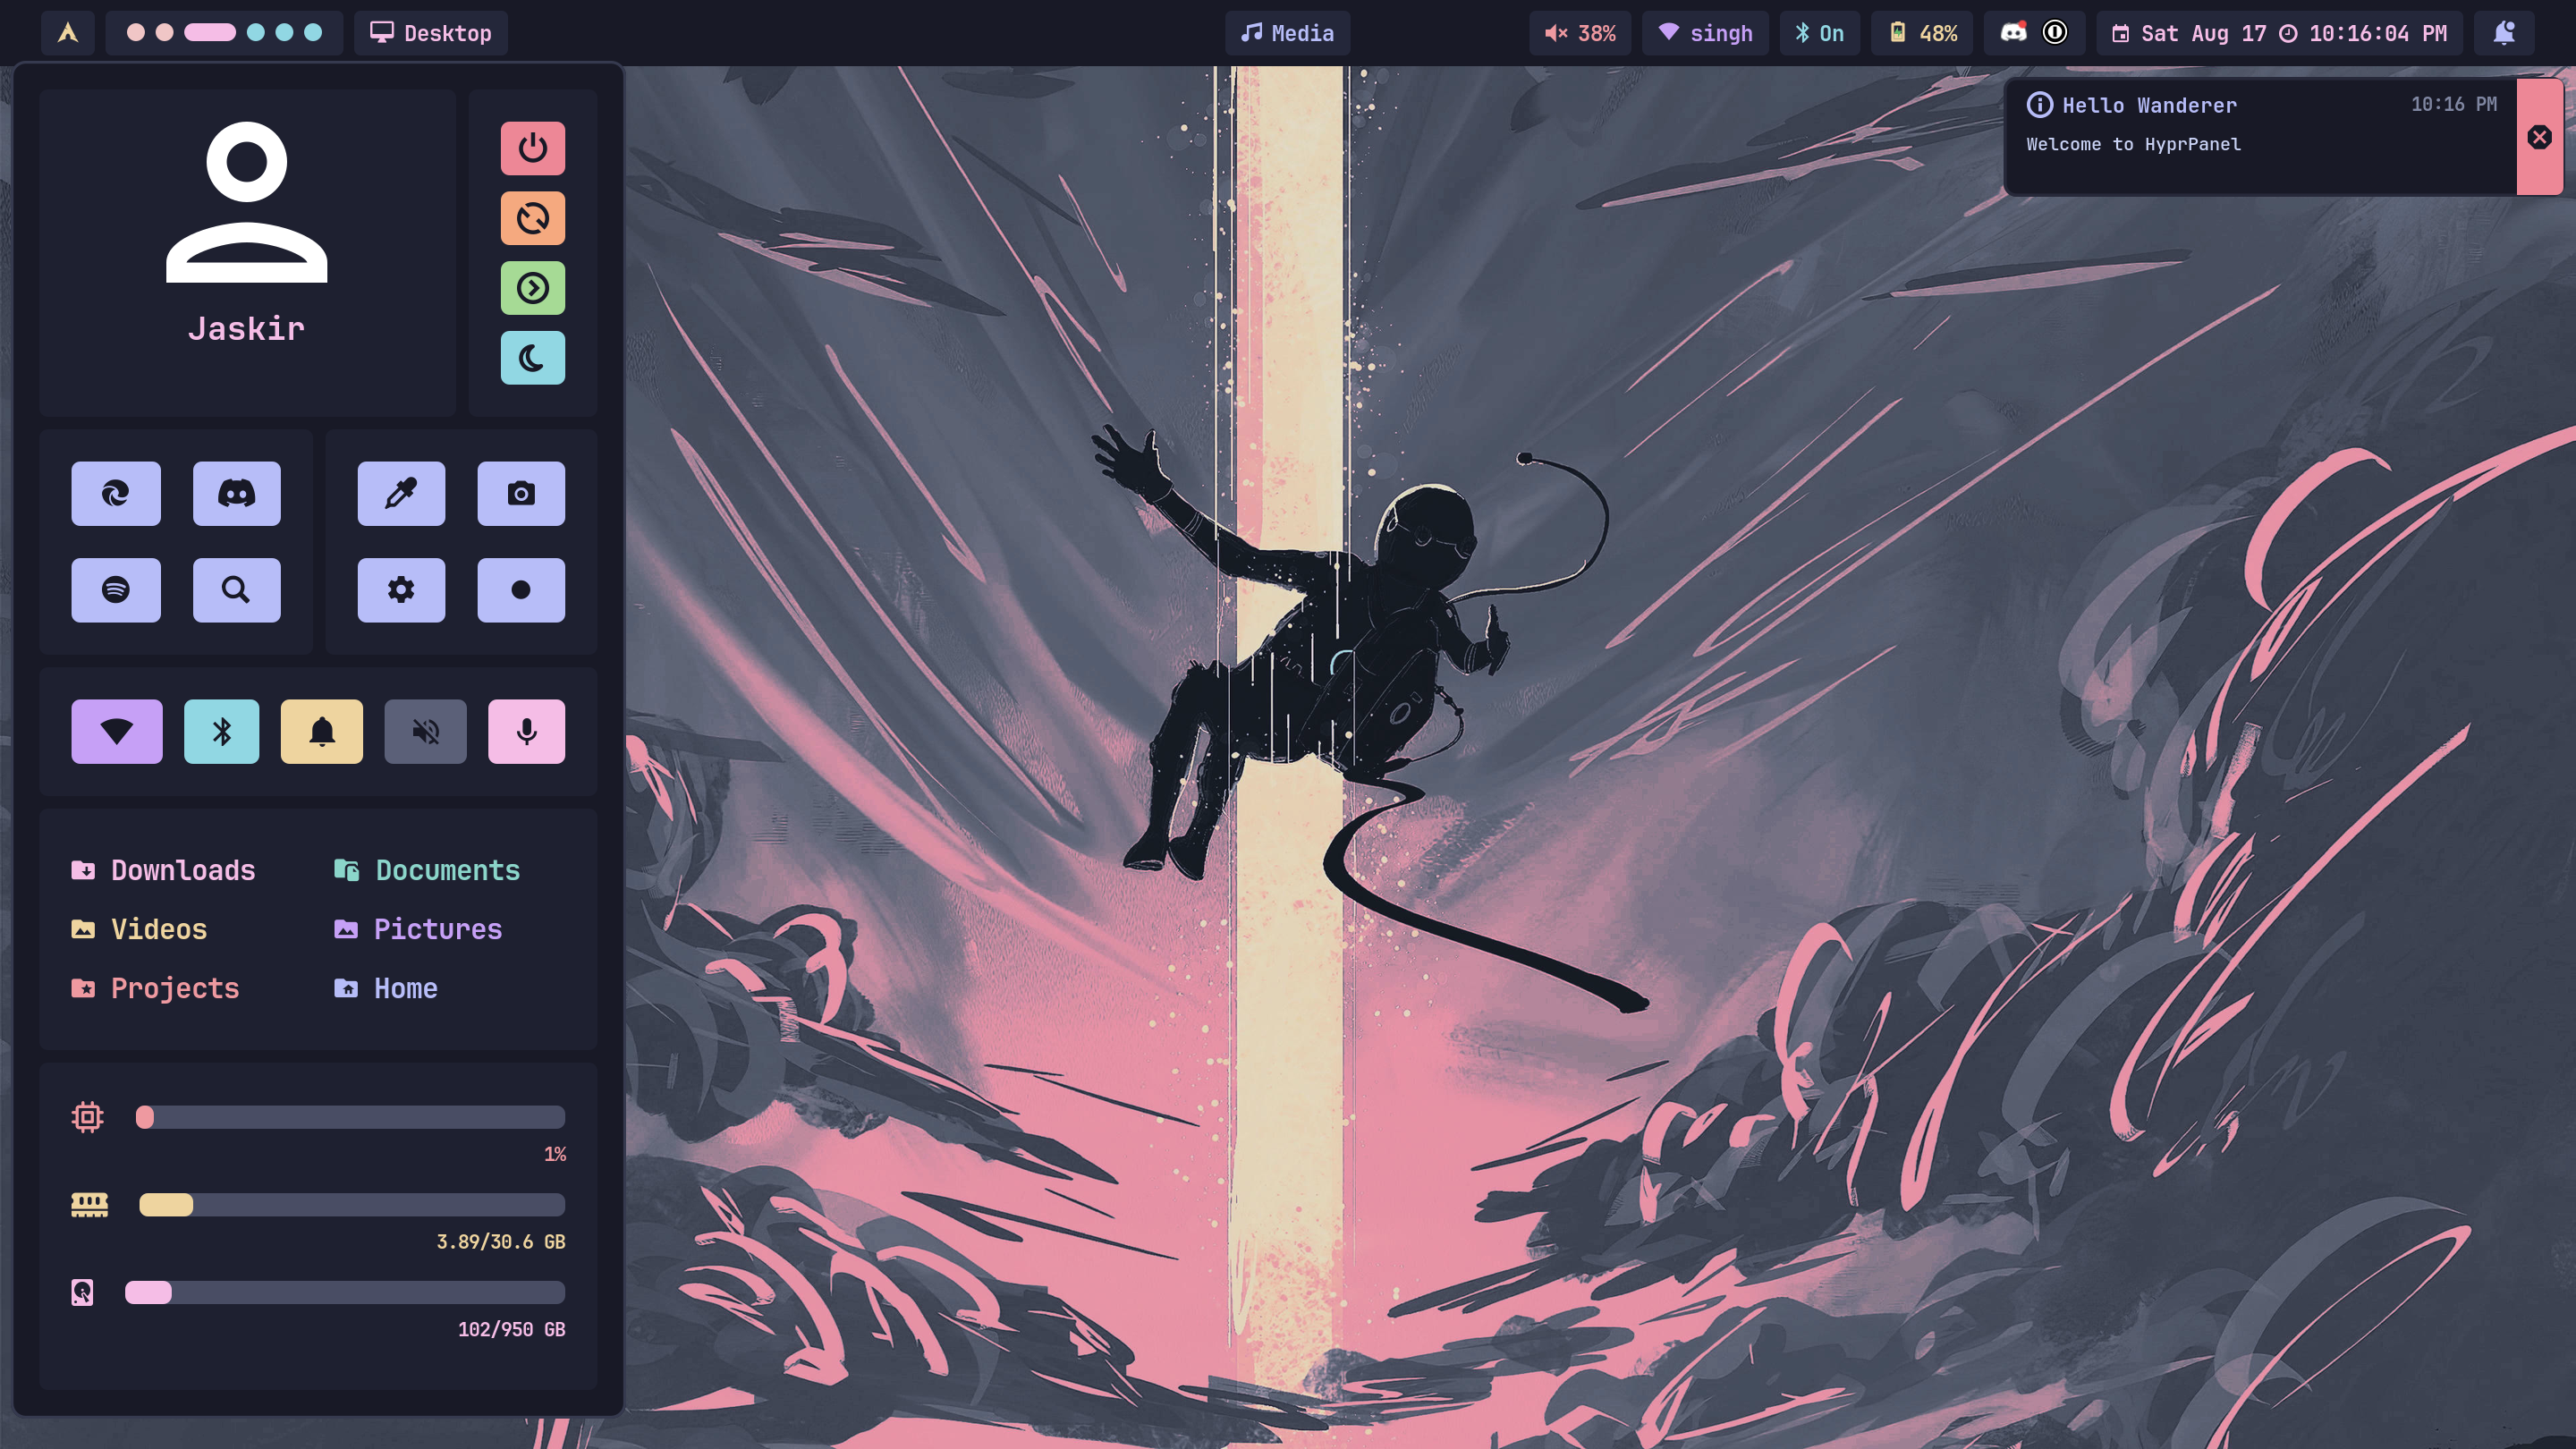 Desktop
Media
38%
singh
On
48%
Sat Aug 17
10:16:04 PM
Hello Wanderer
10:16 PM
Welcome to HyprPanel
Jaskir
Downloads
Documents
Videos
Pictures
Projects
Home
1%
3.89/30.6 GB
102/950 GB